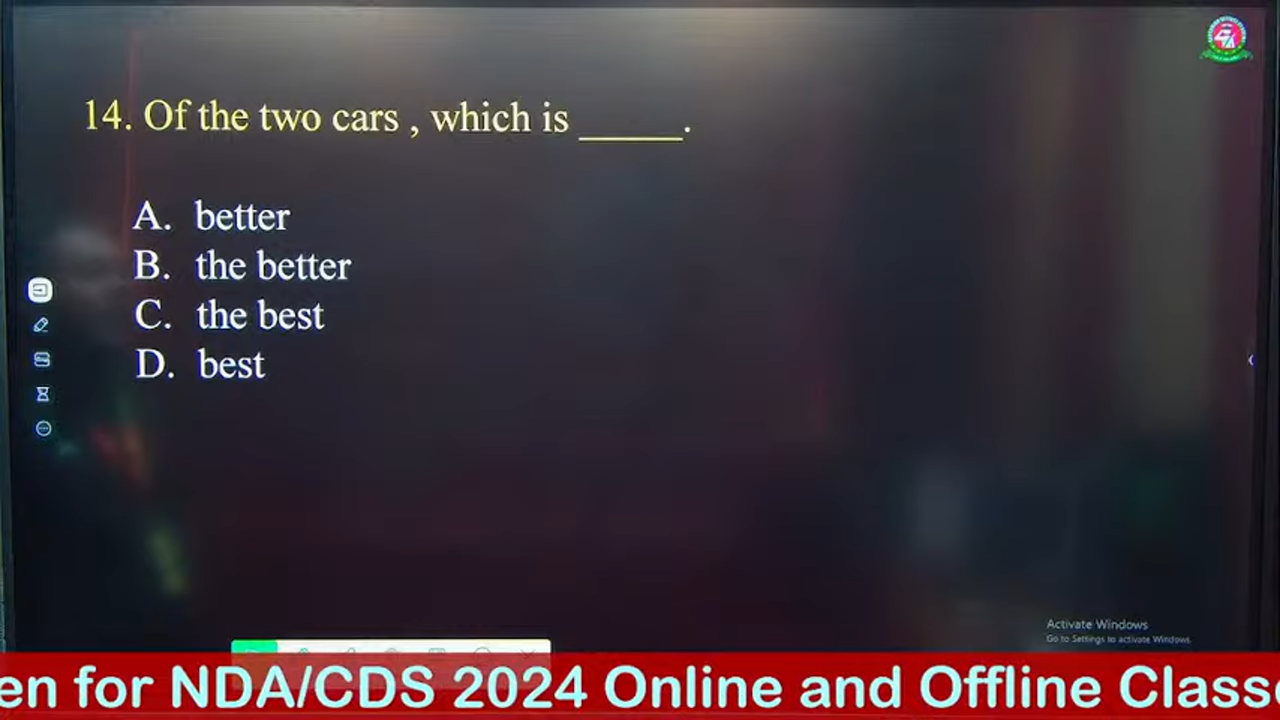 14. Of the two cars , which is _____.
A. better
B. the better
C. the best
D. best
Activate Windows
Go to Settings to activate Windows.
en for NDA/CDS 2024 Online and Offline Classe